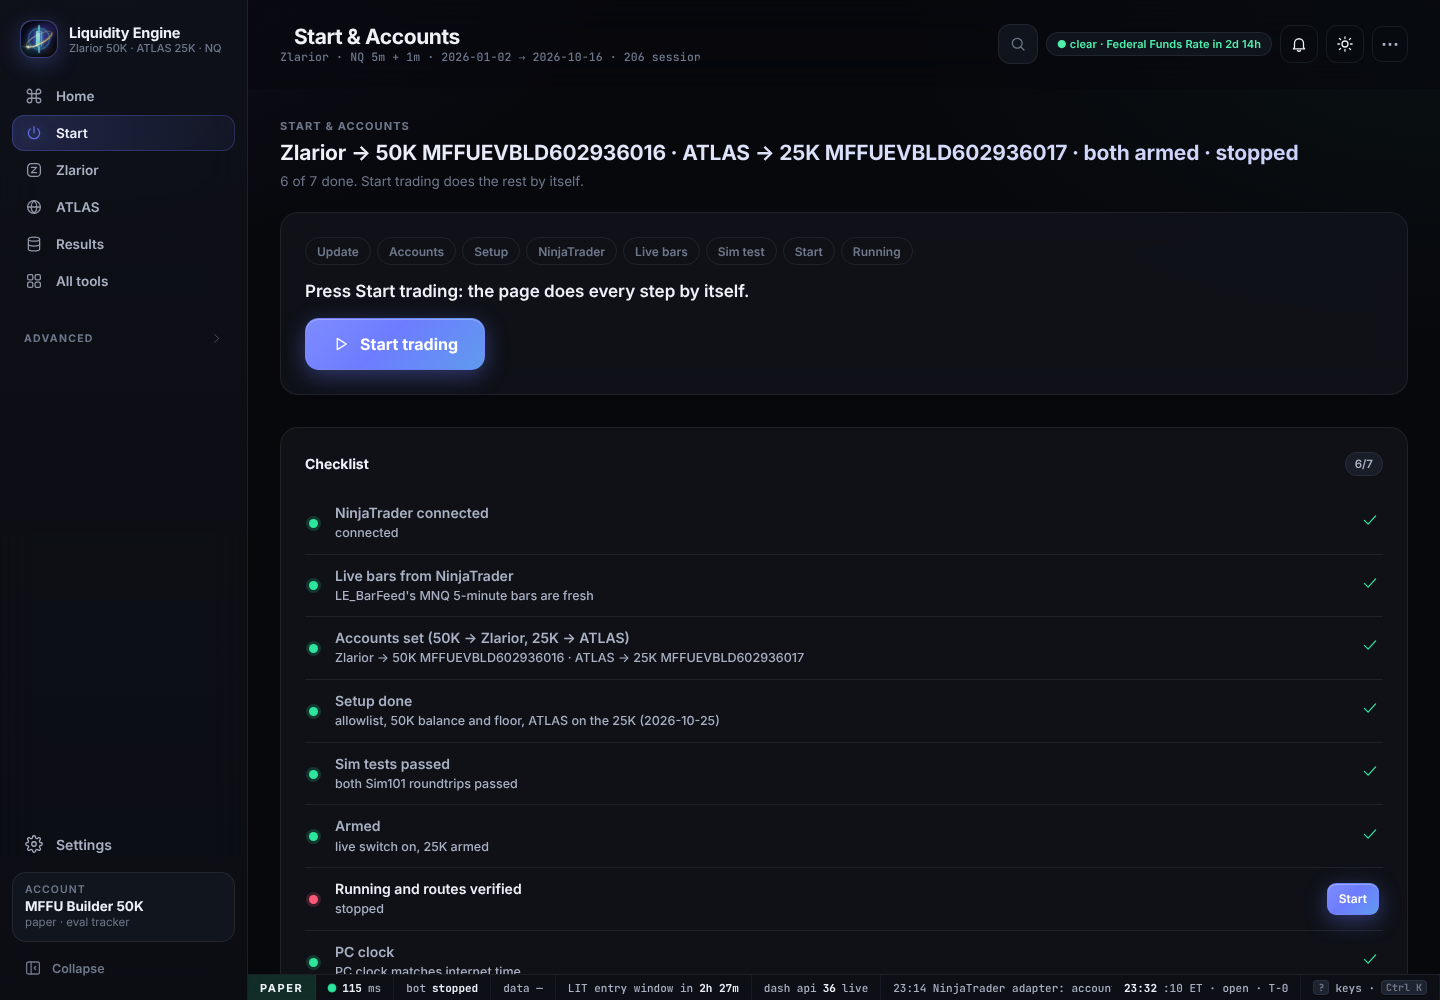 Liquidity Engine
Zlarior 50K · ATLAS 25K · NQ
Home
Start
Zlarior
ATLAS
Results
All tools
ADVANCED
Settings
ACCOUNT
MFFU Builder 50K
paper · eval tracker
Collapse
Start & Accounts
Zlarior · NQ 5m + 1m · 2026-01-02 → 2026-10-16 · 206 session
clear · Federal Funds Rate in 2d 14h
START & ACCOUNTS
Zlarior → 50K MFFUEVBLD602936016 · ATLAS → 25K MFFUEVBLD602936017 · both armed · stopped
6 of 7 done. Start trading does the rest by itself.
Update Accounts Setup NinjaTrader Live bars Sim test Start Running
Press Start trading: the page does every step by itself.
Start trading
Checklist 6/7
NinjaTrader connected
connected
Live bars from NinjaTrader
LE_BarFeed's MNQ 5-minute bars are fresh
Accounts set (50K → Zlarior, 25K → ATLAS)
Zlarior → 50K MFFUEVBLD602936016 · ATLAS → 25K MFFUEVBLD602936017
Setup done
allowlist, 50K balance and floor, ATLAS on the 25K (2026-10-25)
Sim tests passed
both Sim101 roundtrips passed
Armed
live switch on, 25K armed
Running and routes verified
stopped
Start
PC clock
PC clock matches internet time
PAPER 115 ms bot stopped data — LIT entry window in 2h 27m dash api 36 live 23:14 NinjaTrader adapter: accoun 23:32 :10 ET · open · T-0 ? keys · Ctrl K